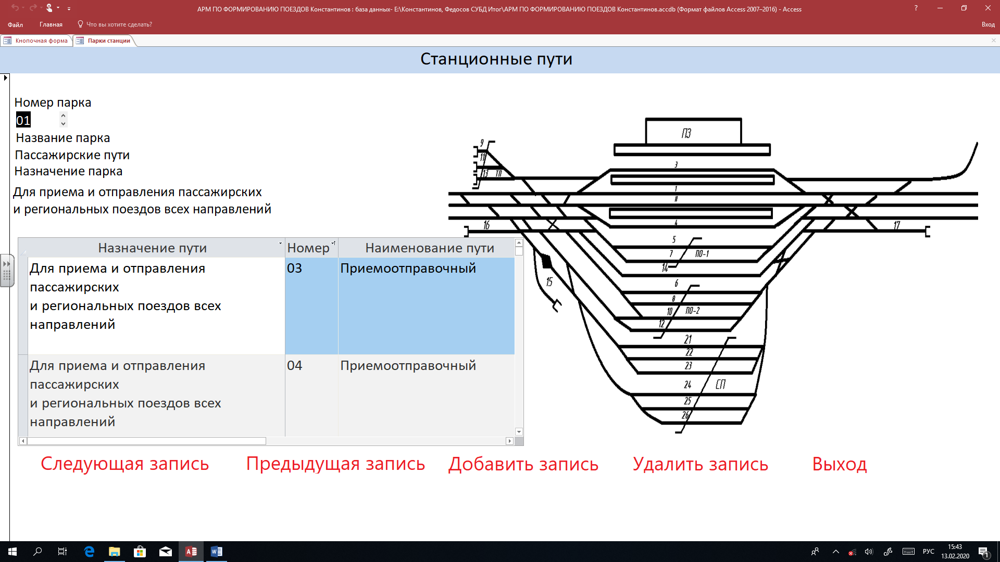 АРМ ПО ФОРМИРОВАНИЮ ПОЕЗДОВ Константинов : база данных- E:\Константинов, Федосов СУБД Итог\АРМ ПО ФОРМИРОВАНИЮ ПОЕЗДОВ Константинов.accdb (Формат файлов Access 2007–2016) - Access
?
Файл
Главная
Что вы хотите сделать?
Вход
Кнопочная форма
Парки станции
Станционные пути
Номер парка
01
Название парка
Пассажирские пути
Назначение парка
Для приема и отправления пассажирских
и региональных поездов всех направлений
Назначение пути
Номер
Наименование пути
Для приема и отправления
пассажирских
и региональных поездов всех
направлений
03
Приемоотправочный
Для приема и отправления
пассажирских
и региональных поездов всех
направлений
04
Приемоотправочный
ПЗ
9
11
13
ТП
3
1
II
4
16
17
5
7
ПО-1
14
15
6
8
10
ПО-2
12
21
22
23
24
СП
25
26
Следующая запись
Предыдущая запись
Добавить запись
Удалить запись
Выход
РУС
15:43
13.02.2020
1